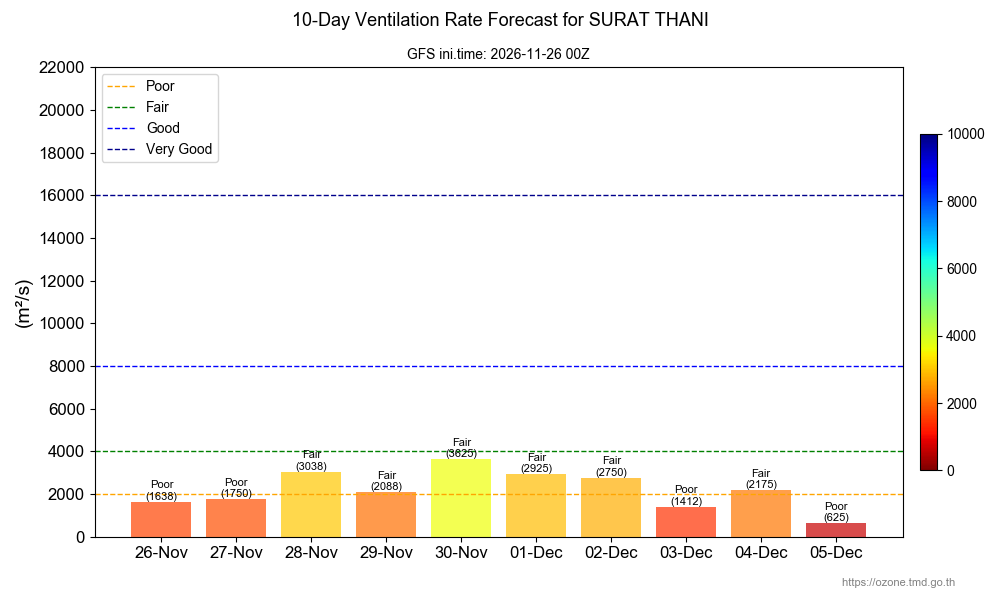 10-Day Ventilation Rate Forecast for SURAT THANI
GFS ini.time: 2026-11-26 00Z
(m²/s)
22000
20000
18000
16000
14000
12000
10000
8000
6000
4000
2000
0
Poor
Fair
Good
Very Good
Poor
(1638)
Poor
(1750)
Fair
(3038)
Fair
(2088)
Fair
(3625)
Fair
(2925)
Fair
(2750)
Poor
(1412)
Fair
(2175)
Poor
(625)
26-Nov 27-Nov 28-Nov 29-Nov 30-Nov 01-Dec 02-Dec 03-Dec 04-Dec 05-Dec
10000
8000
6000
4000
2000
0
https://ozone.tmd.go.th